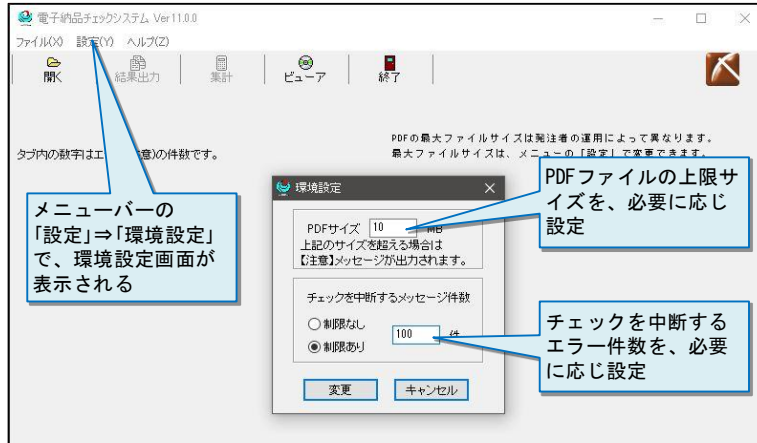 電子納品チェックシステム Ver11.0.0
ファイル(X) 設定(Y) ヘルプ(Z)
開く 結果出力 集計 ビューア 終了
PDFの最大ファイルサイズは発注者の運用によって異なります。
最大ファイルサイズは、メニューの「設定」で変更できます。
タブ内の数字はエ 意)の件数です。
メニューバーの
「設定」⇒「環境設定」
で、環境設定画面が
表示される
環境設定
PDFサイズ 10 MB
上記のサイズを超える場合は
【注意】メッセージが出力されます。
チェックを中断するメッセージ件数
制限なし
制限あり
100 件
変更 キャンセル
PDFファイルの上限サ
イズを、必要に応じ
設定
チェックを中断する
エラー件数を、必要
に応じ設定